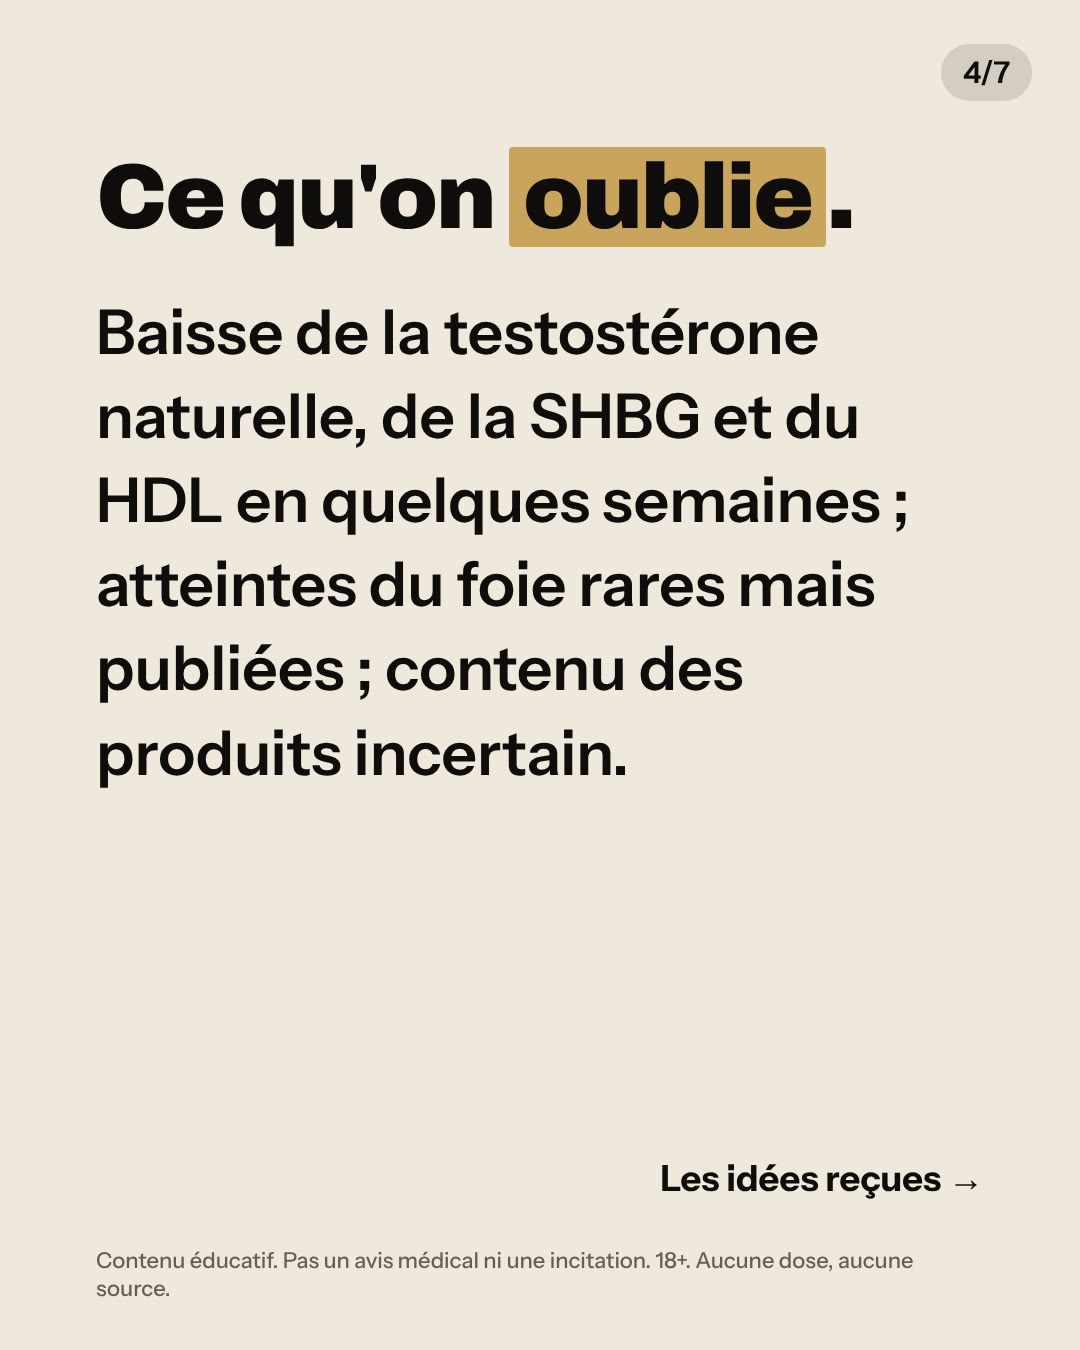 4/7
Ce qu'on oublie.
Baisse de la testostérone
naturelle, de la SHBG et du
HDL en quelques semaines ;
atteintes du foie rares mais
publiées ; contenu des
produits incertain.
Les idées reçues →
Contenu éducatif. Pas un avis médical ni une incitation. 18+. Aucune dose, aucune
source.